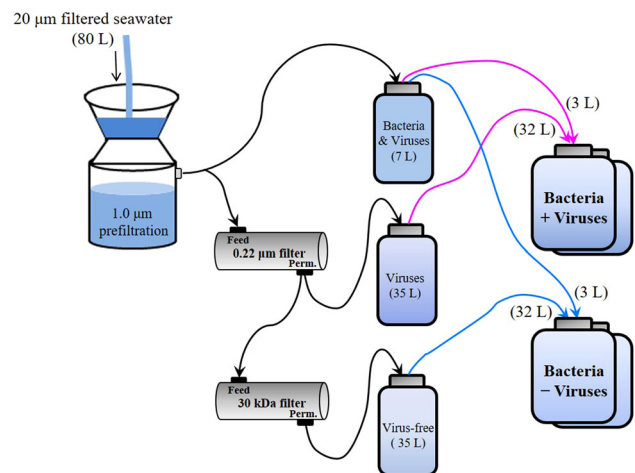 20 µm filtered seawater
(80 L)
1.0 µm
prefiltration
Bacteria
& Viruses
(7 L)
(3 L)
(32 L)
Bacteria
+ Viruses
Feed
0.22 µm filter
Perm.
Viruses
(35 L)
(3 L)
(32 L)
Bacteria
− Viruses
Feed
30 kDa filter
Perm.
Virus-free
( 35 L)